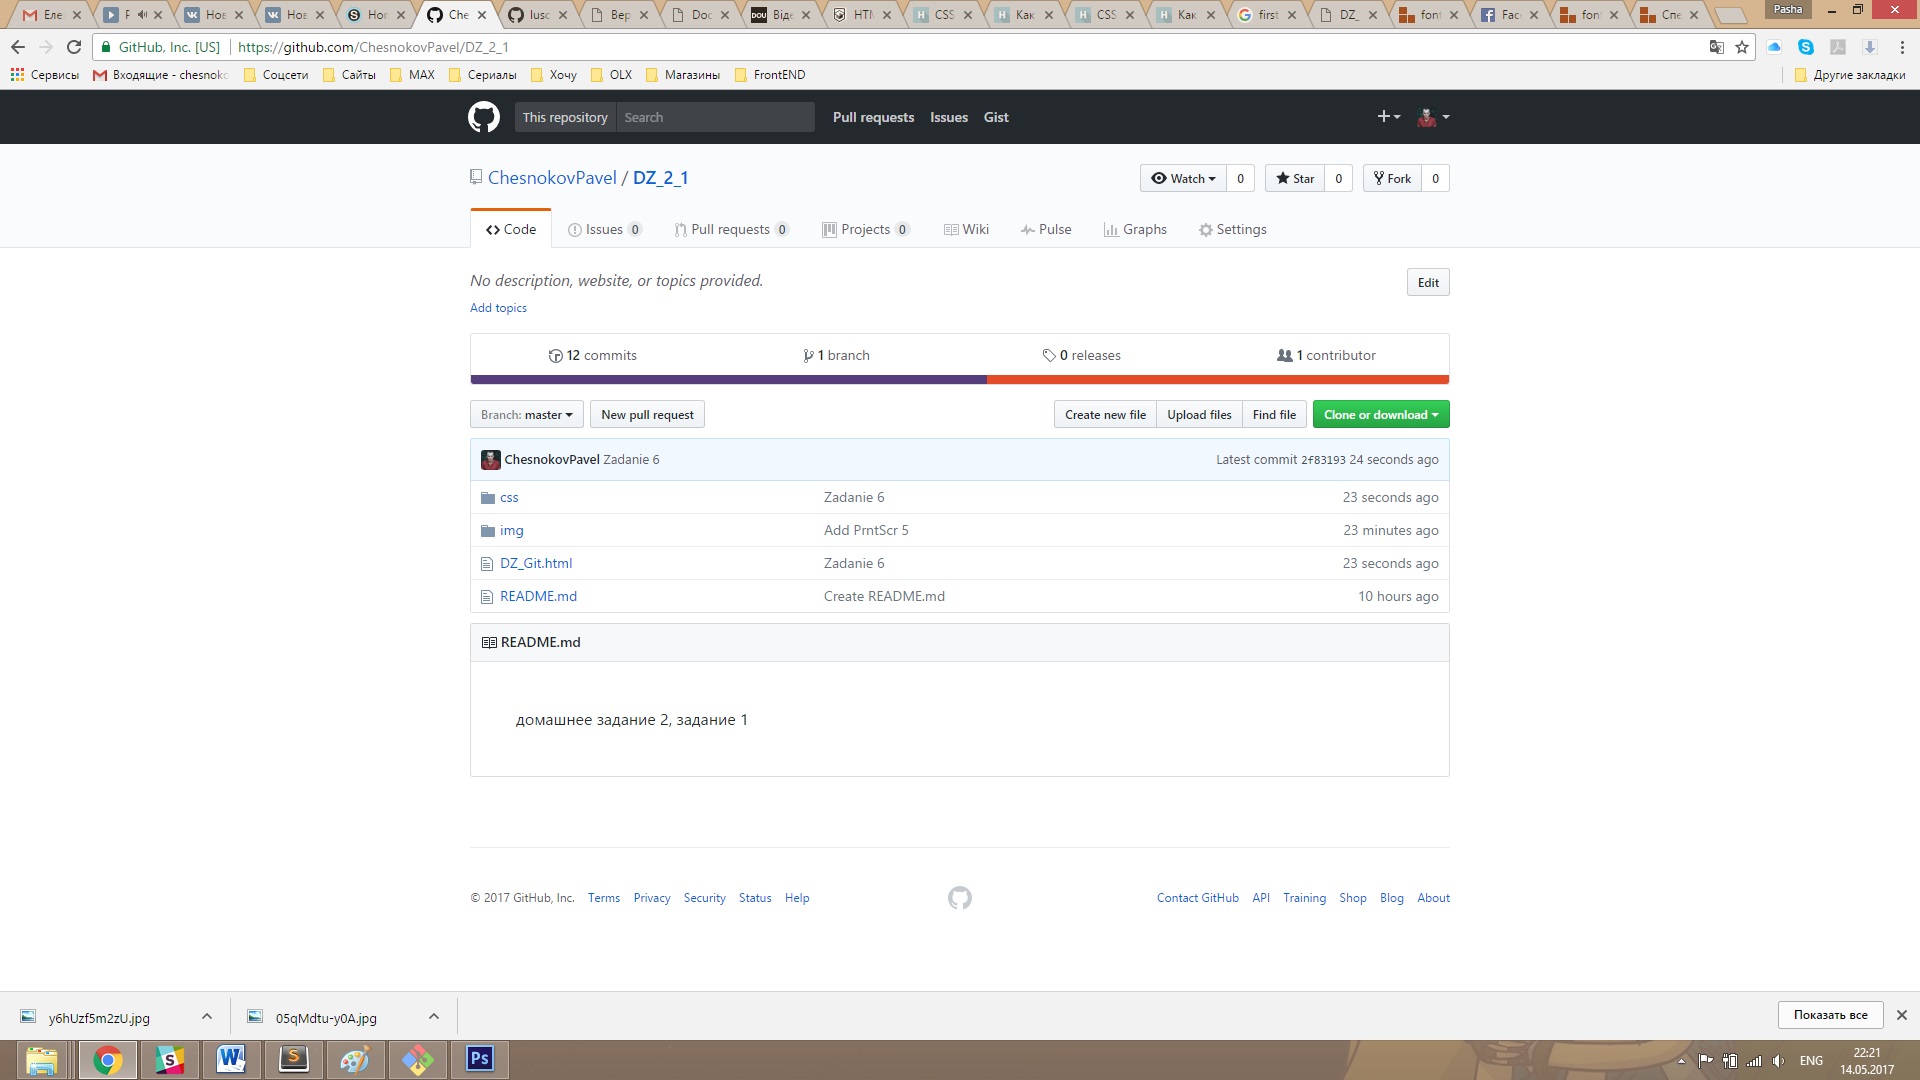 Еле
Нов
Нов
Che
Вер
Doc
DOU
Віде
HTM
CSS
Как
CSS
Как
first
DZ_
font
Fac
font
Спе
Pasha
GitHub, Inc. [US] https://github.com/ChesnokovPavel/DZ_2_1
Сервисы Входящие - chesnoko Соцсети Сайты MAX Сериалы Хочу OLX Магазины FrontEND Другие закладки
This repository Search Pull requests Issues Gist
ChesnokovPavel / DZ_2_1 Watch 0 Star 0 Fork 0
Code Issues 0 Pull requests 0 Projects 0 Wiki Pulse Graphs Settings
No description, website, or topics provided. Edit
Add topics
12 commits 1 branch 0 releases 1 contributor
Branch: master New pull request Create new file Upload files Find file Clone or download
ChesnokovPavel Zadanie 6 Latest commit 2f83193 24 seconds ago
css Zadanie 6 23 seconds ago
img Add PrntScr 5 23 minutes ago
DZ_Git.html Zadanie 6 23 seconds ago
README.md Create README.md 10 hours ago
README.md
домашнее задание 2, задание 1
© 2017 GitHub, Inc. Terms Privacy Security Status Help Contact GitHub API Training Shop Blog About
y6hUzf5m2zU.jpg 05qMdtu-y0A.jpg Показать все
Ps ENG 22:21
14.05.2017